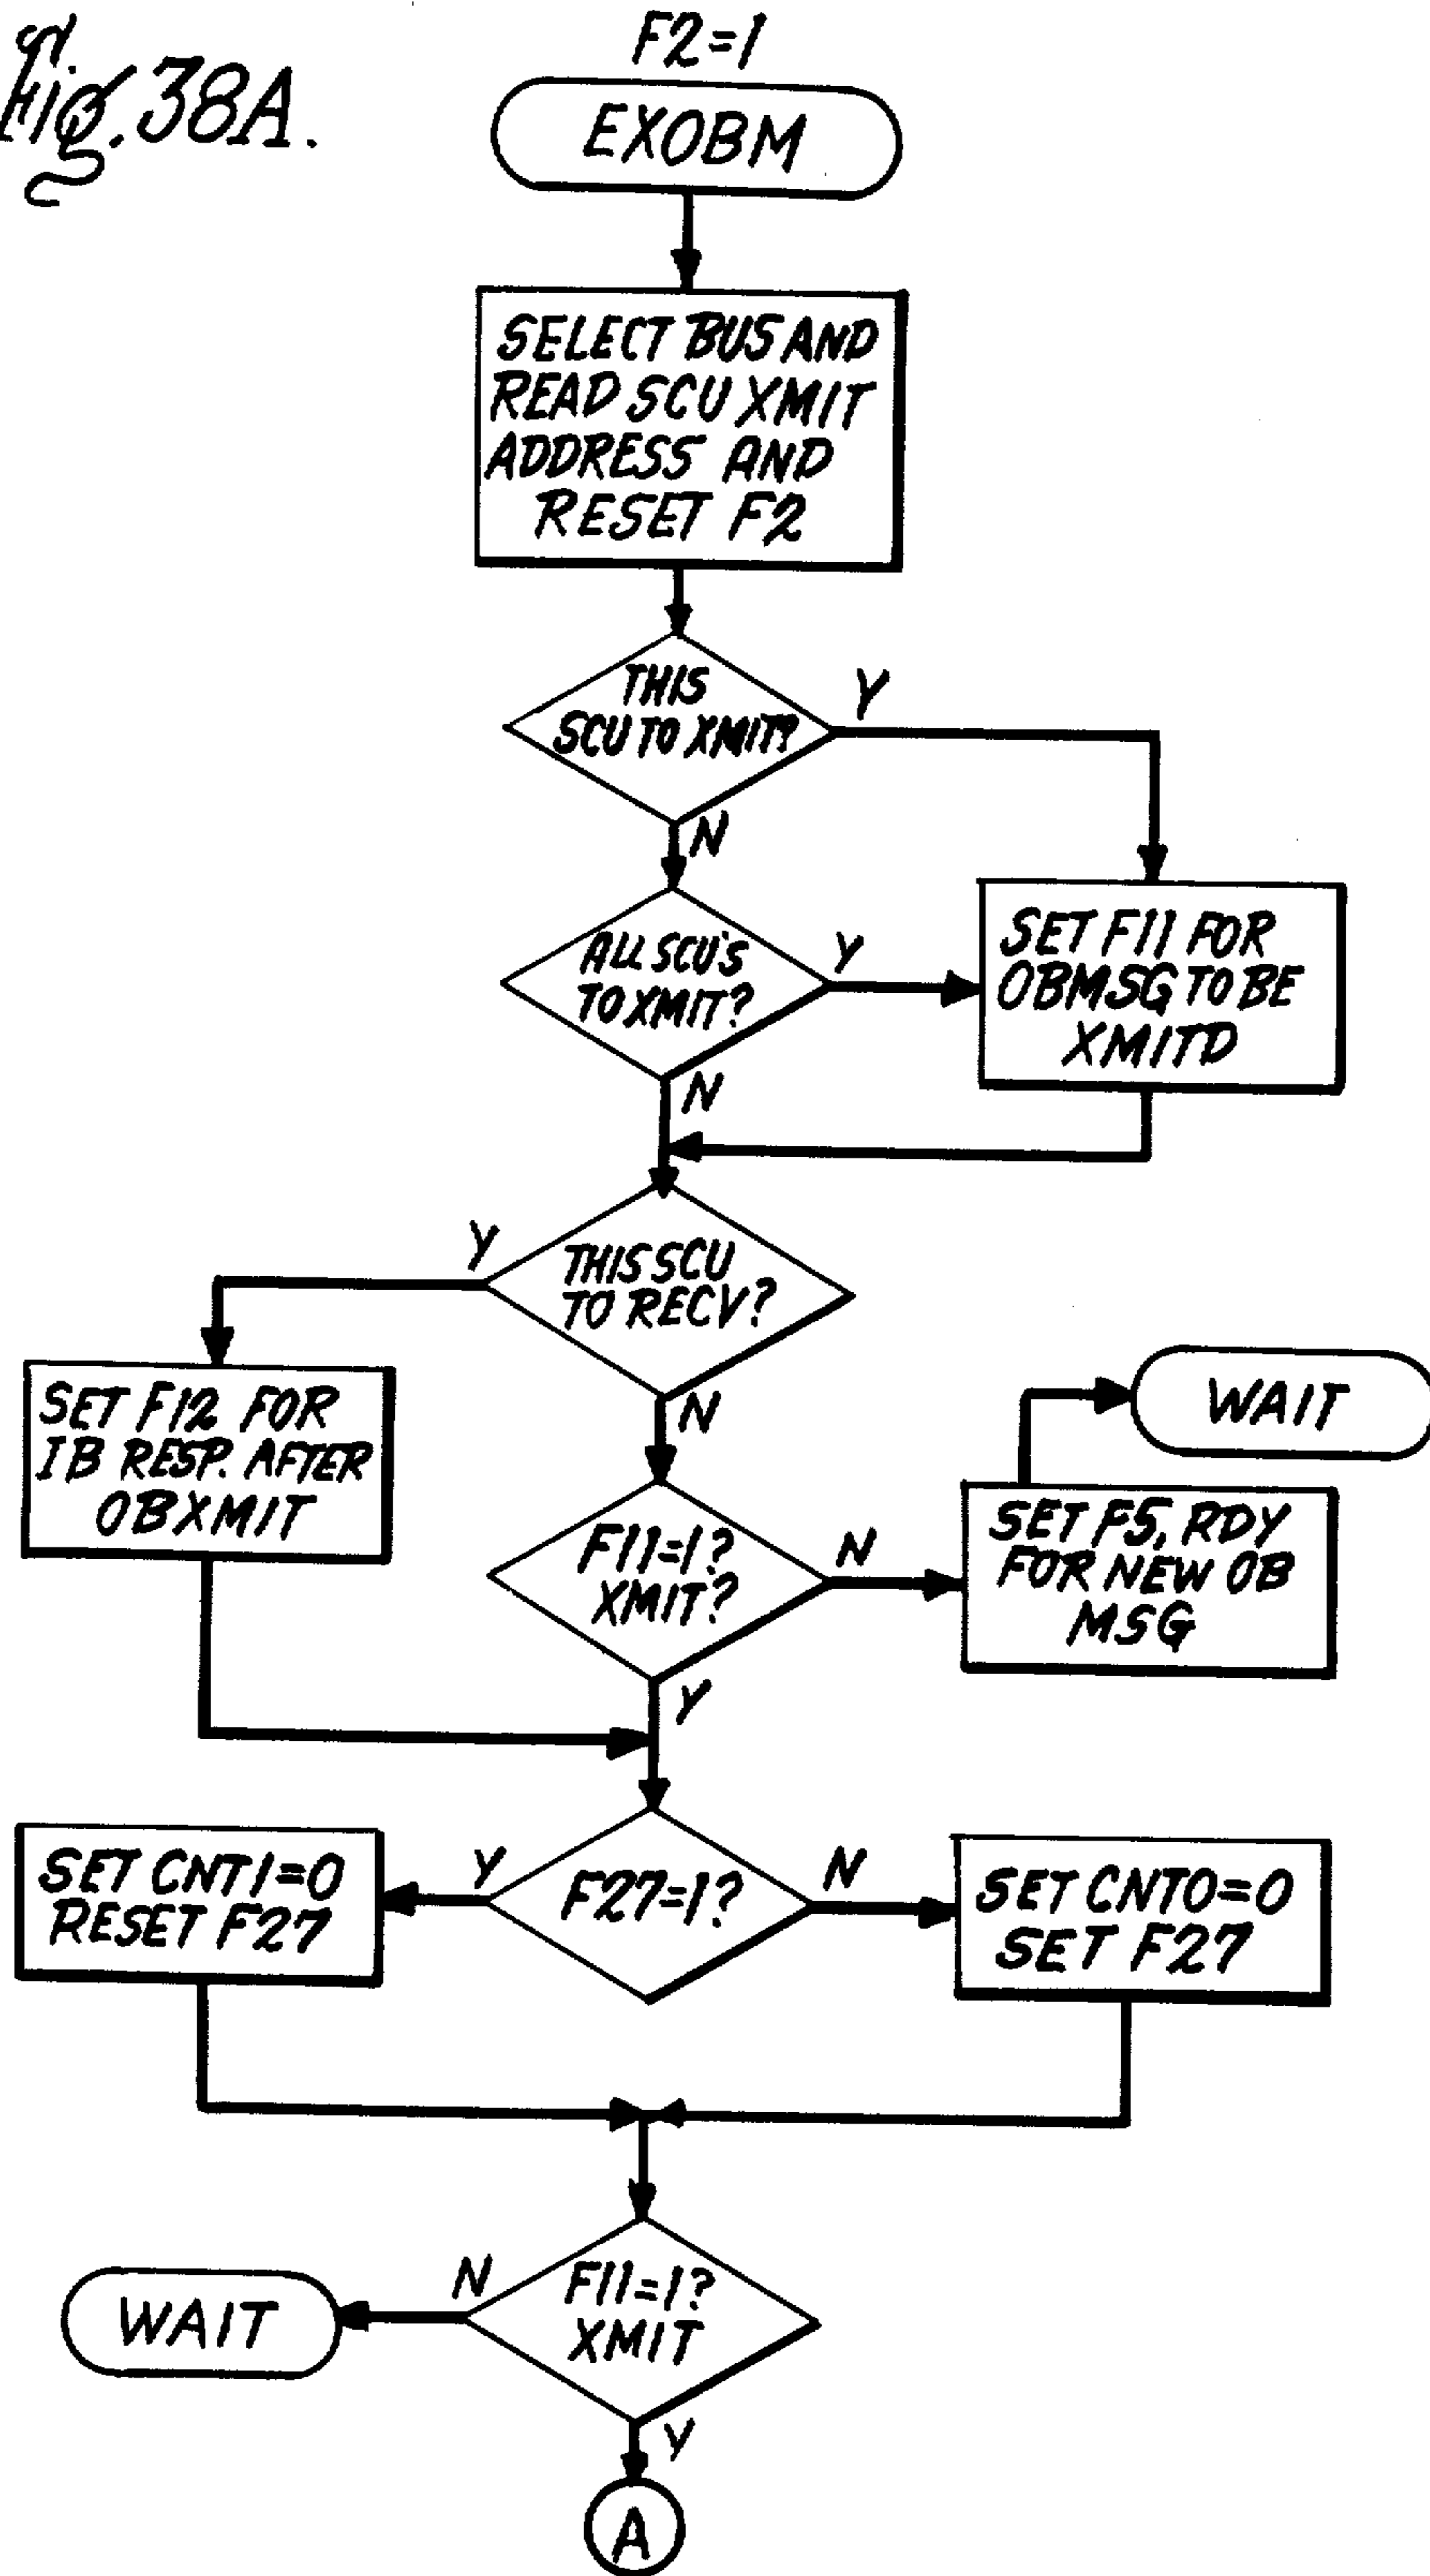 Fig. 38A.
F2=1
EXOBM
SELECT BUS AND
READ SCU XMIT
ADDRESS AND
RESET F2
THIS
SCU TO XMIT?
Y
N
ALL SCU'S
TO XMIT?
Y
N
SET F11 FOR
OBMSG TO BE
XMITD
THIS SCU
TO RECV?
Y
N
SET F12 FOR
IB RESP. AFTER
OBXMIT
WAIT
F11=1?
XMIT?
N
Y
SET F5, RDY
FOR NEW OB
MSG
F27=1?
Y
N
SET CNT1=0
RESET F27
SET CNT0=0
SET F27
F11=1?
XMIT
N
Y
WAIT
A